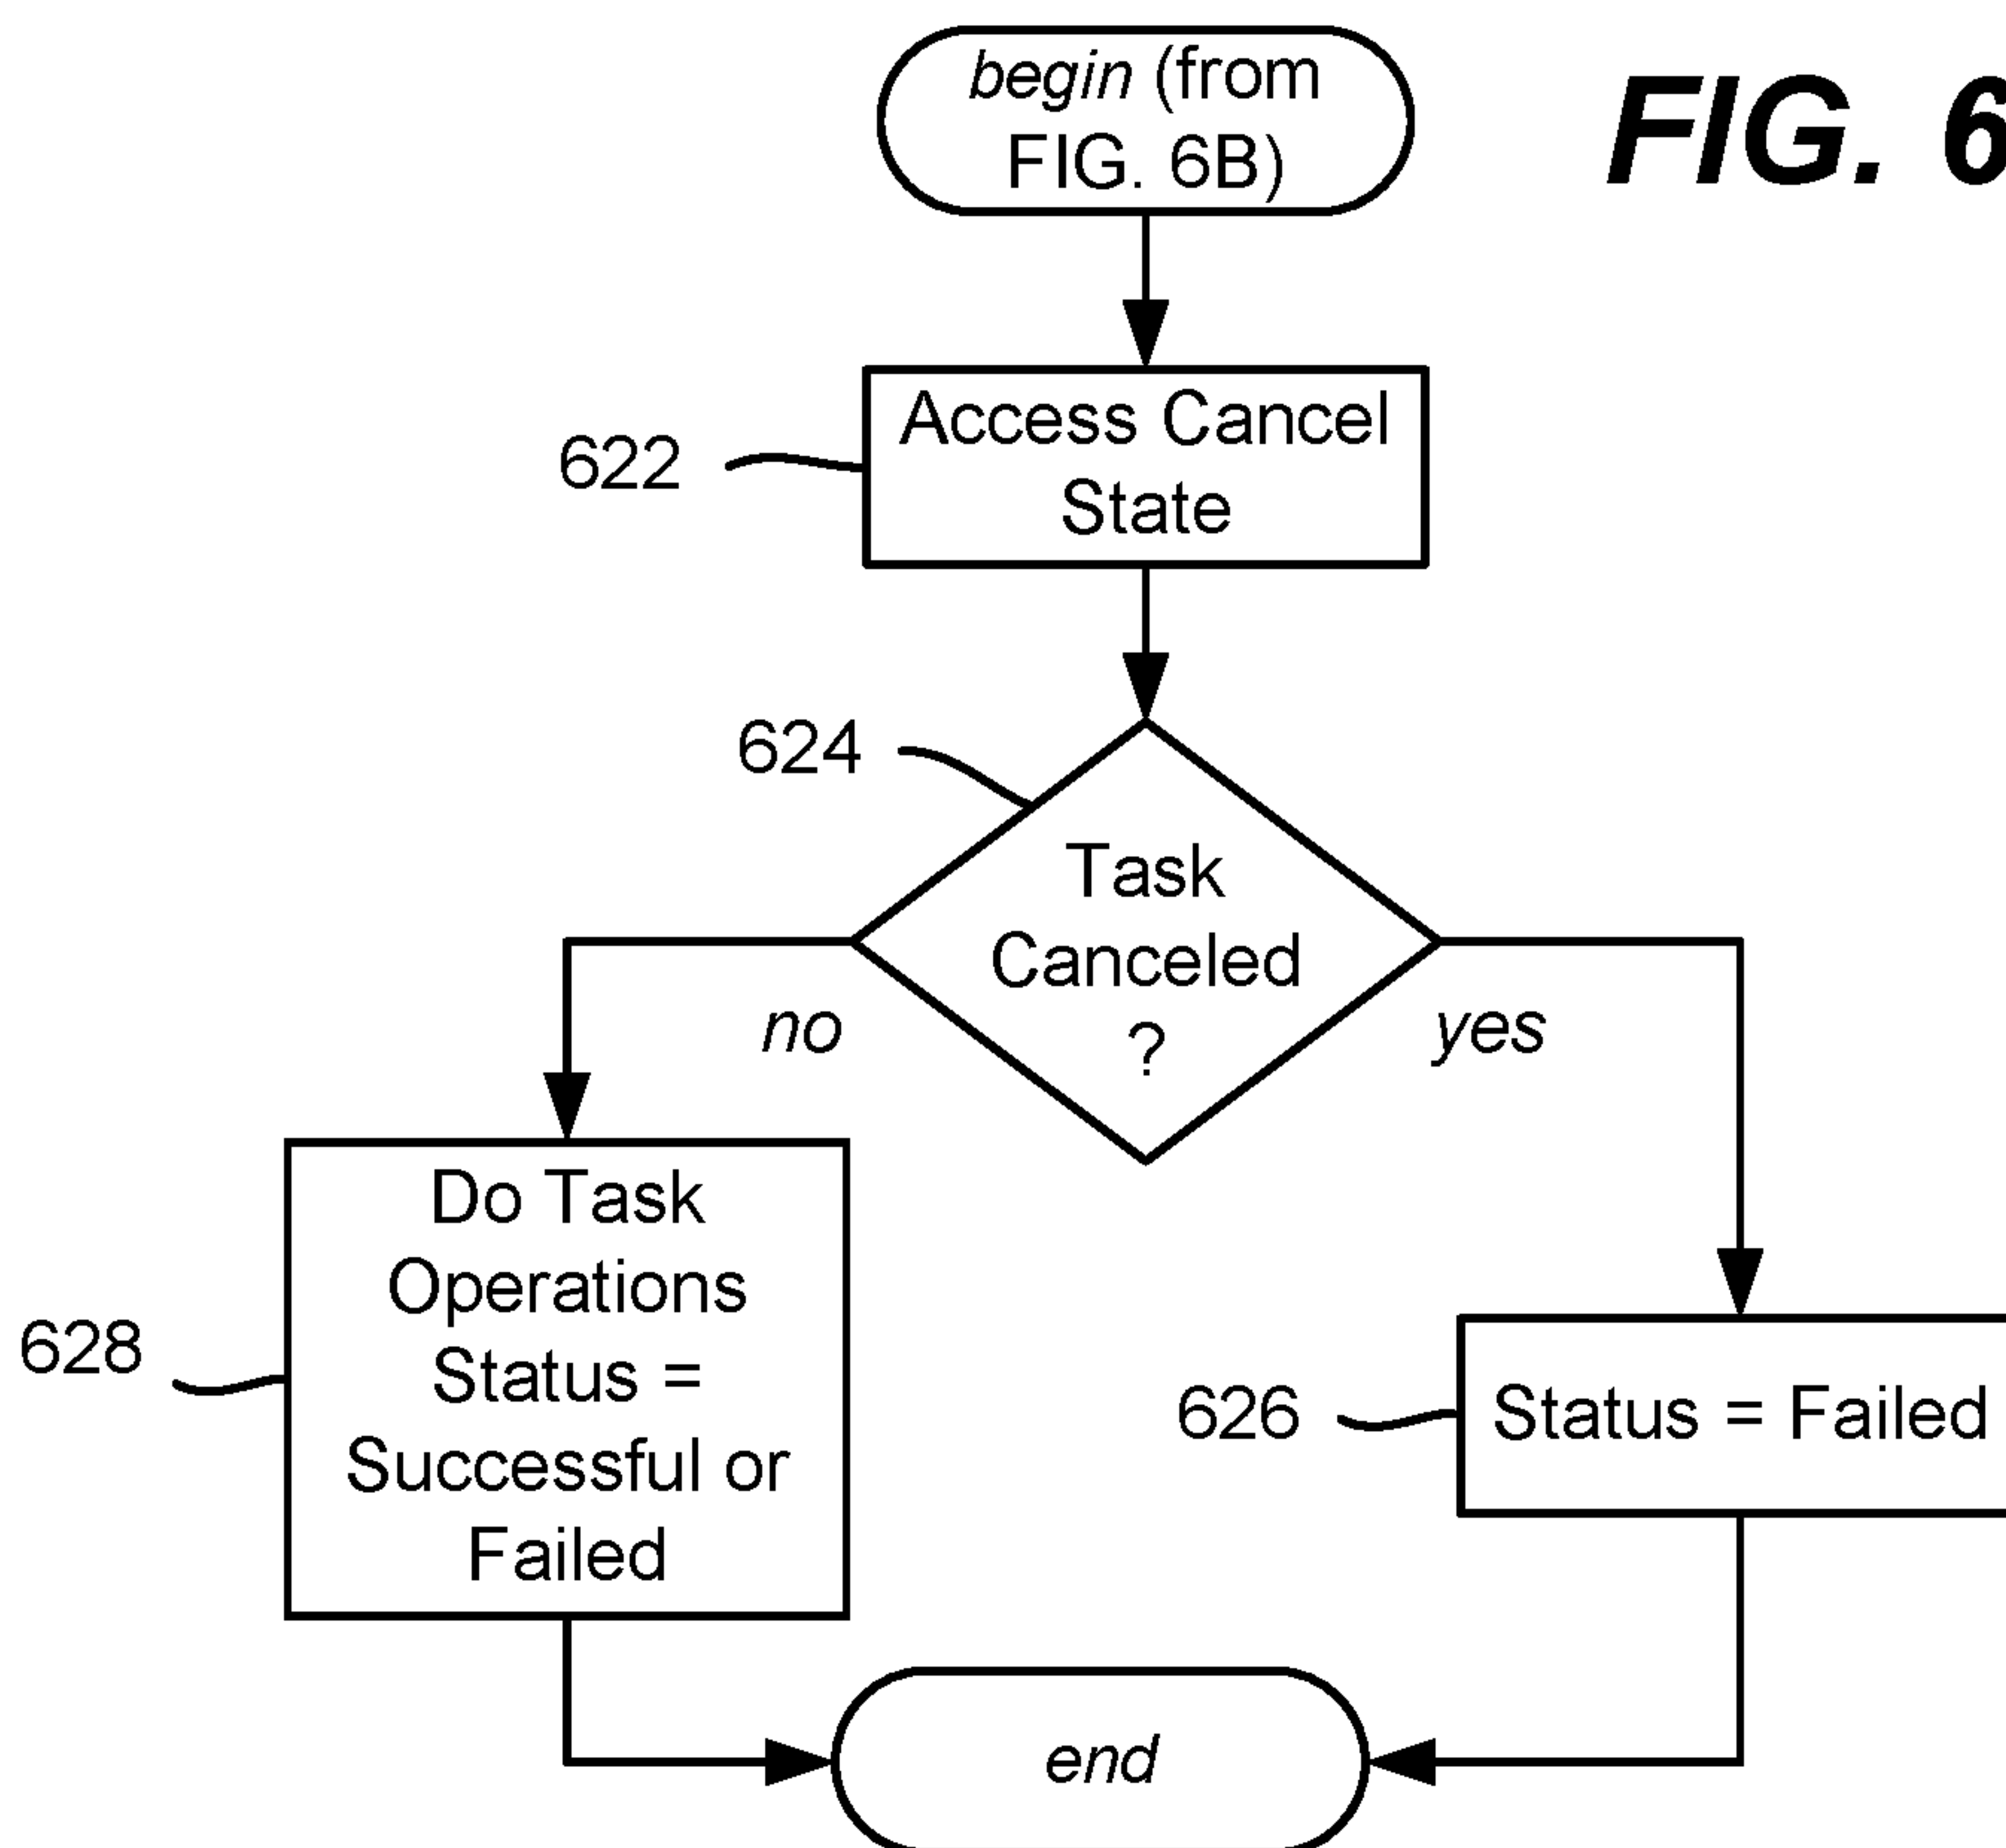 begin (from
FIG. 6B)
FIG. 6
Access Cancel
State
622
624
Task
Canceled
?
no
yes
Do Task
Operations
Status =
Successful or
Failed
628
626
Status = Failed
end